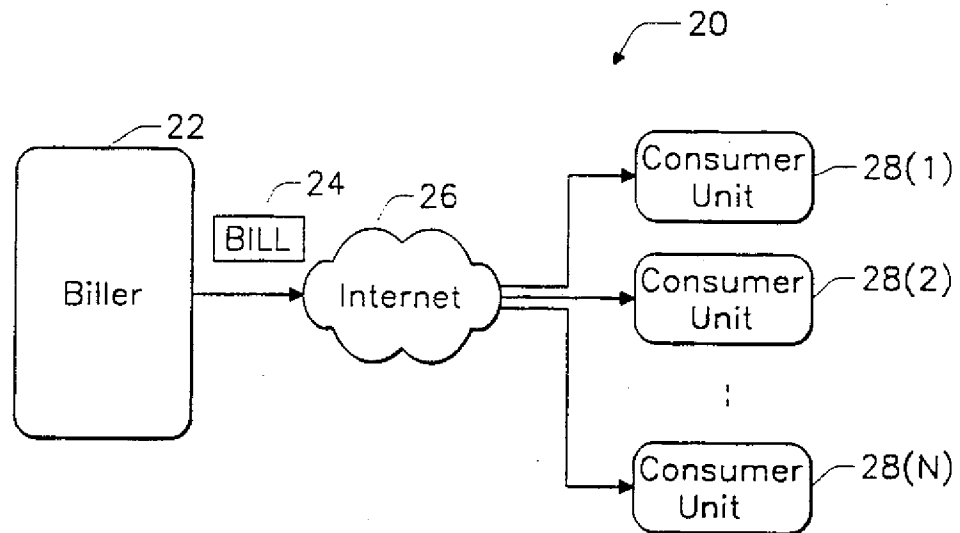 20
22
24
BILL
26
Biller
Internet
Consumer
Unit
28(1)
Consumer
Unit
28(2)
Consumer
Unit
28(N)